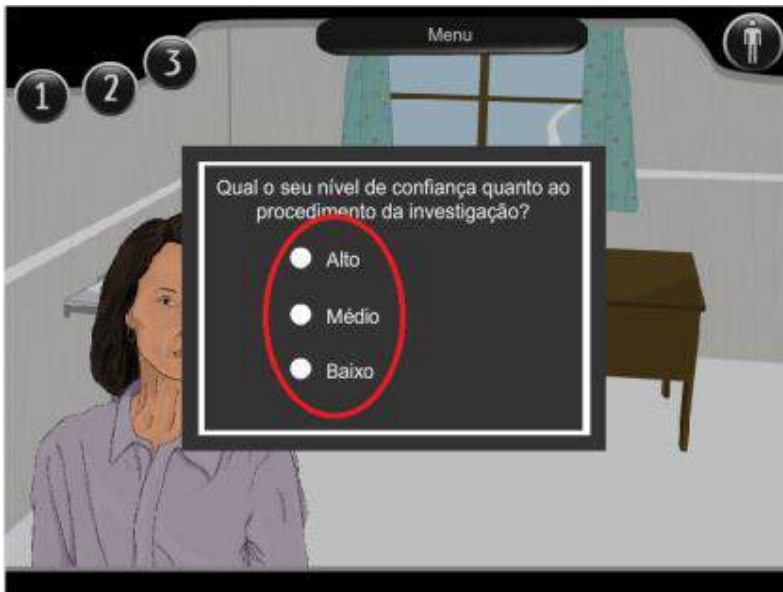 Menu
1 2 3
Qual o seu nível de confiança quanto ao
procedimento da investigação?
Alto
Médio
Baixo